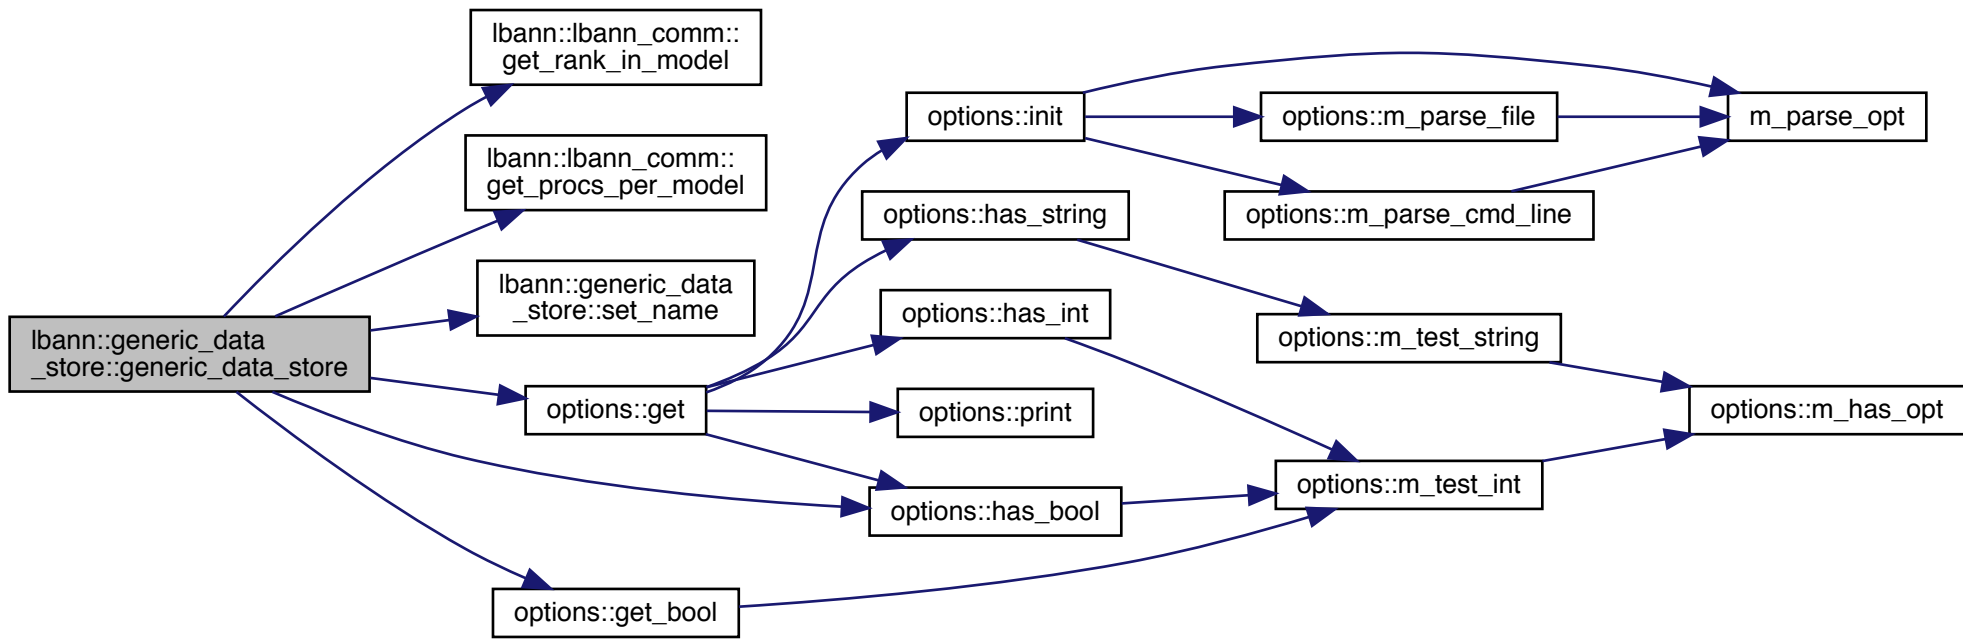 lbann::generic_data
_store::generic_data_store
lbann::lbann_comm::
get_rank_in_model
lbann::lbann_comm::
get_procs_per_model
lbann::generic_data
_store::set_name
options::get
options::get_bool
options::init
options::has_string
options::has_int
options::print
options::has_bool
options::m_parse_file
options::m_parse_cmd_line
options::m_test_string
options::m_test_int
m_parse_opt
options::m_has_opt